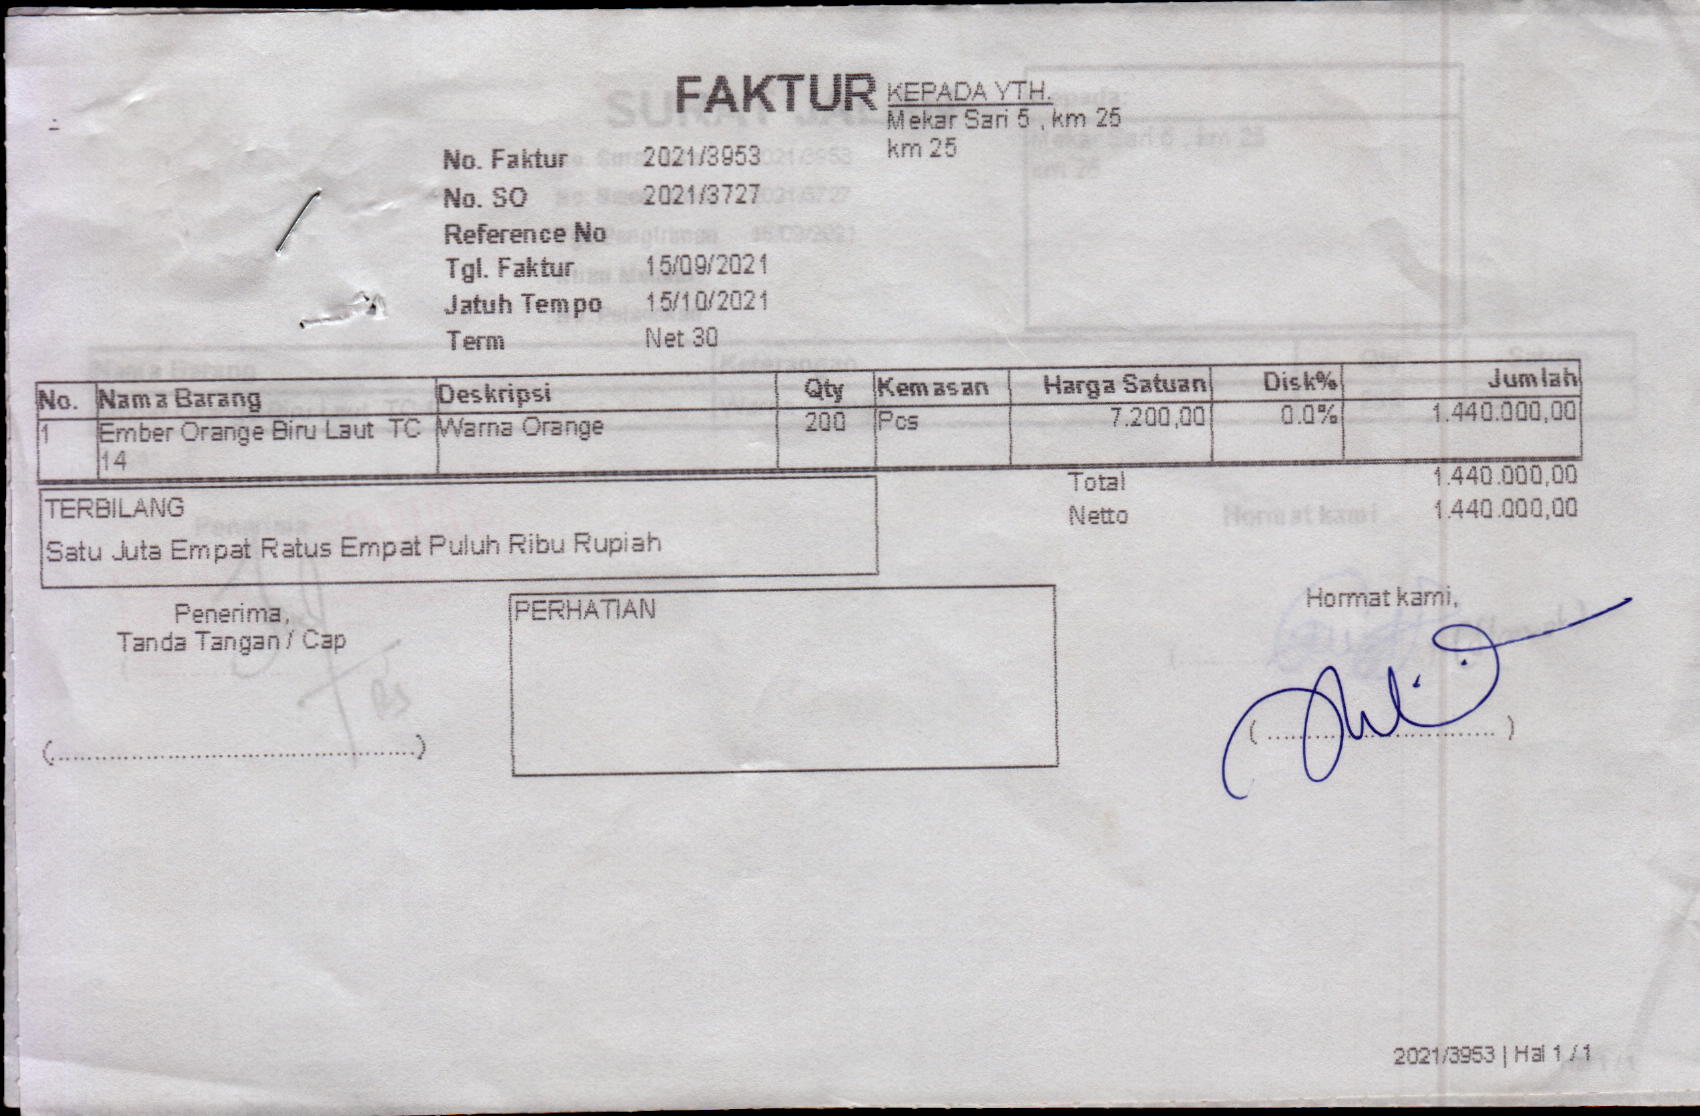 FAKTUR
KEPADA YTH.
Mekar Sari 5 , km 25
km 25
No. Faktur 2021/3953
No. SO 2021/3727
Reference No
Tgl. Faktur 15/09/2021
Jatuh Tempo 15/10/2021
Term Net 30
No. Nama Barang Deskripsi Qty Kemasan Harga Satuan Disk% Jumlah
1 Ember Orange Biru Laut TC Warna Orange 200 Pcs 7.200,00 0.0% 1.440.000,00
14
Total 1.440.000,00
Netto 1.440.000,00
TERBILANG
Satu Juta Empat Ratus Empat Puluh Ribu Rupiah
Penerima,
Tanda Tangan / Cap
PERHATIAN
Hormat kami,
2021/3953 | Hal 1 / 1